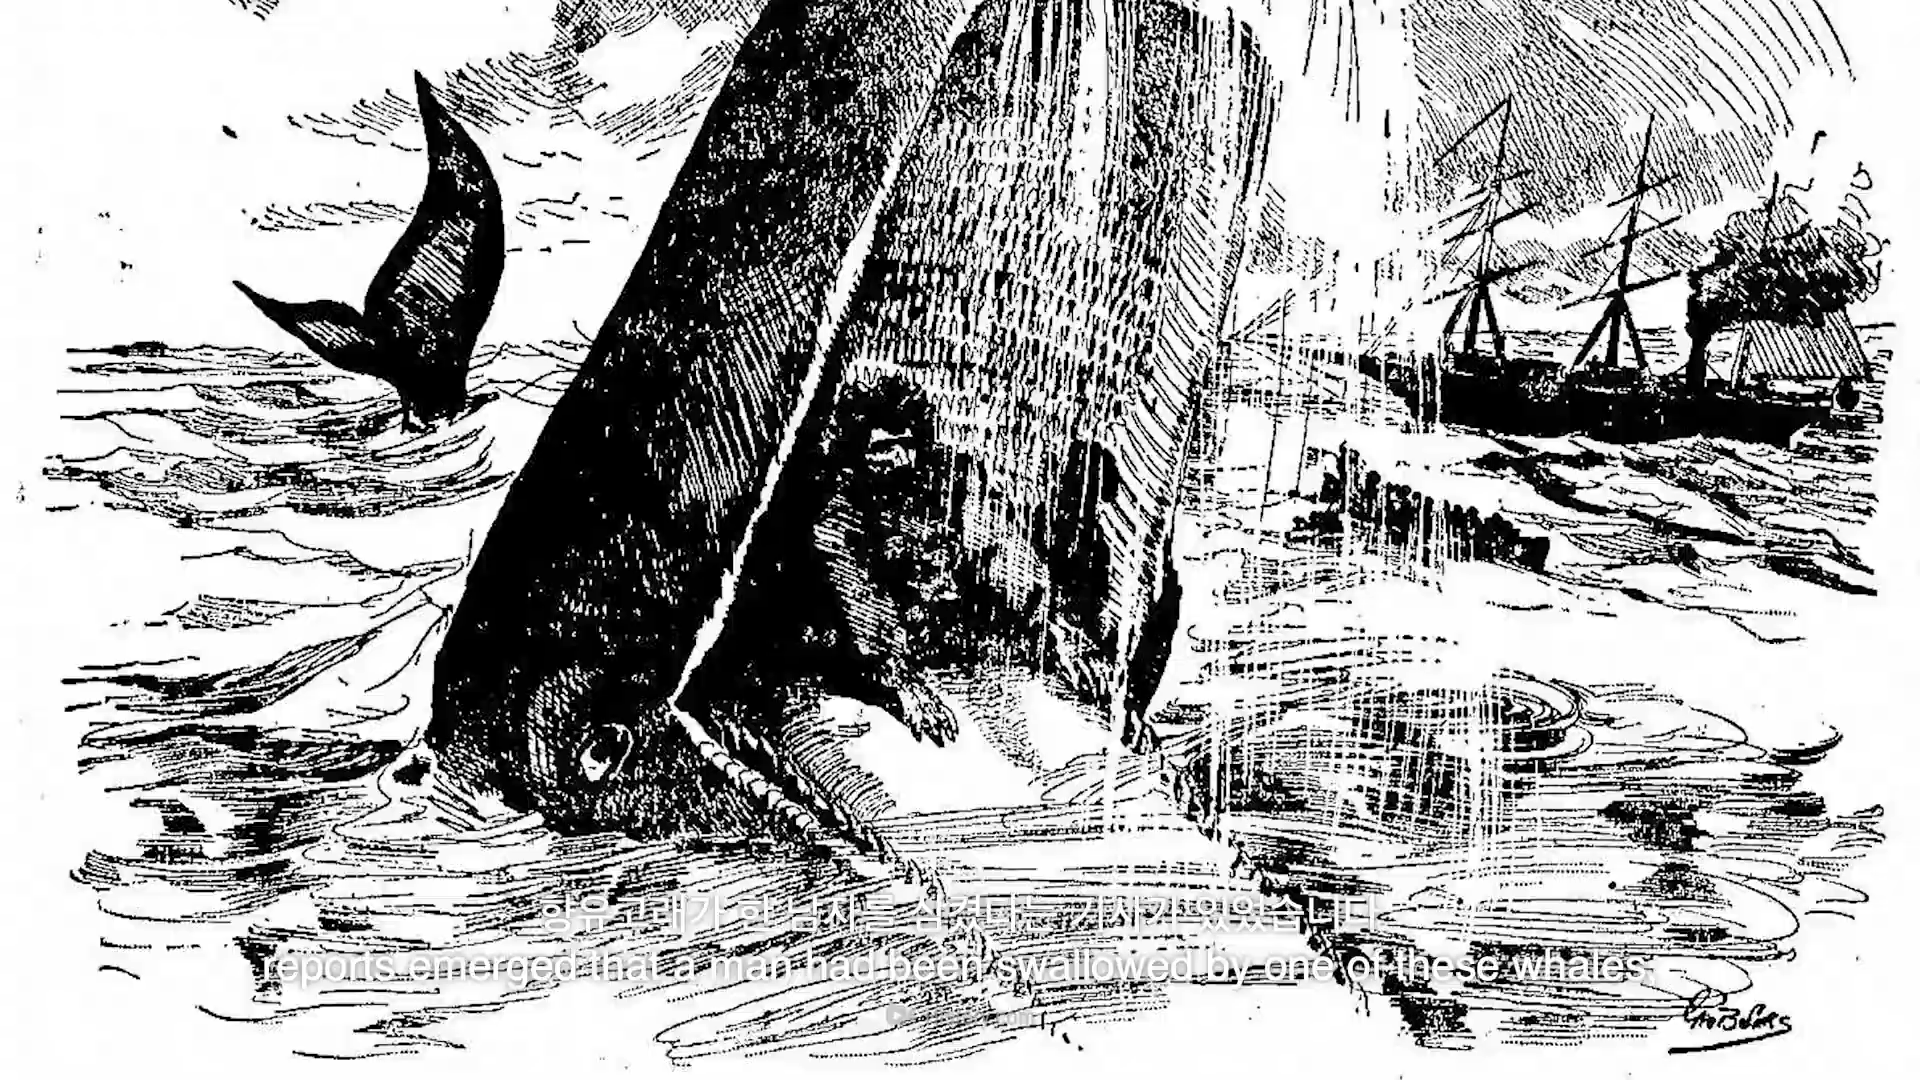 향유고래가 한 남자를 삼켰다는 기사가 있었습니다
reports emerged that a man had been swallowed by one of these whales.